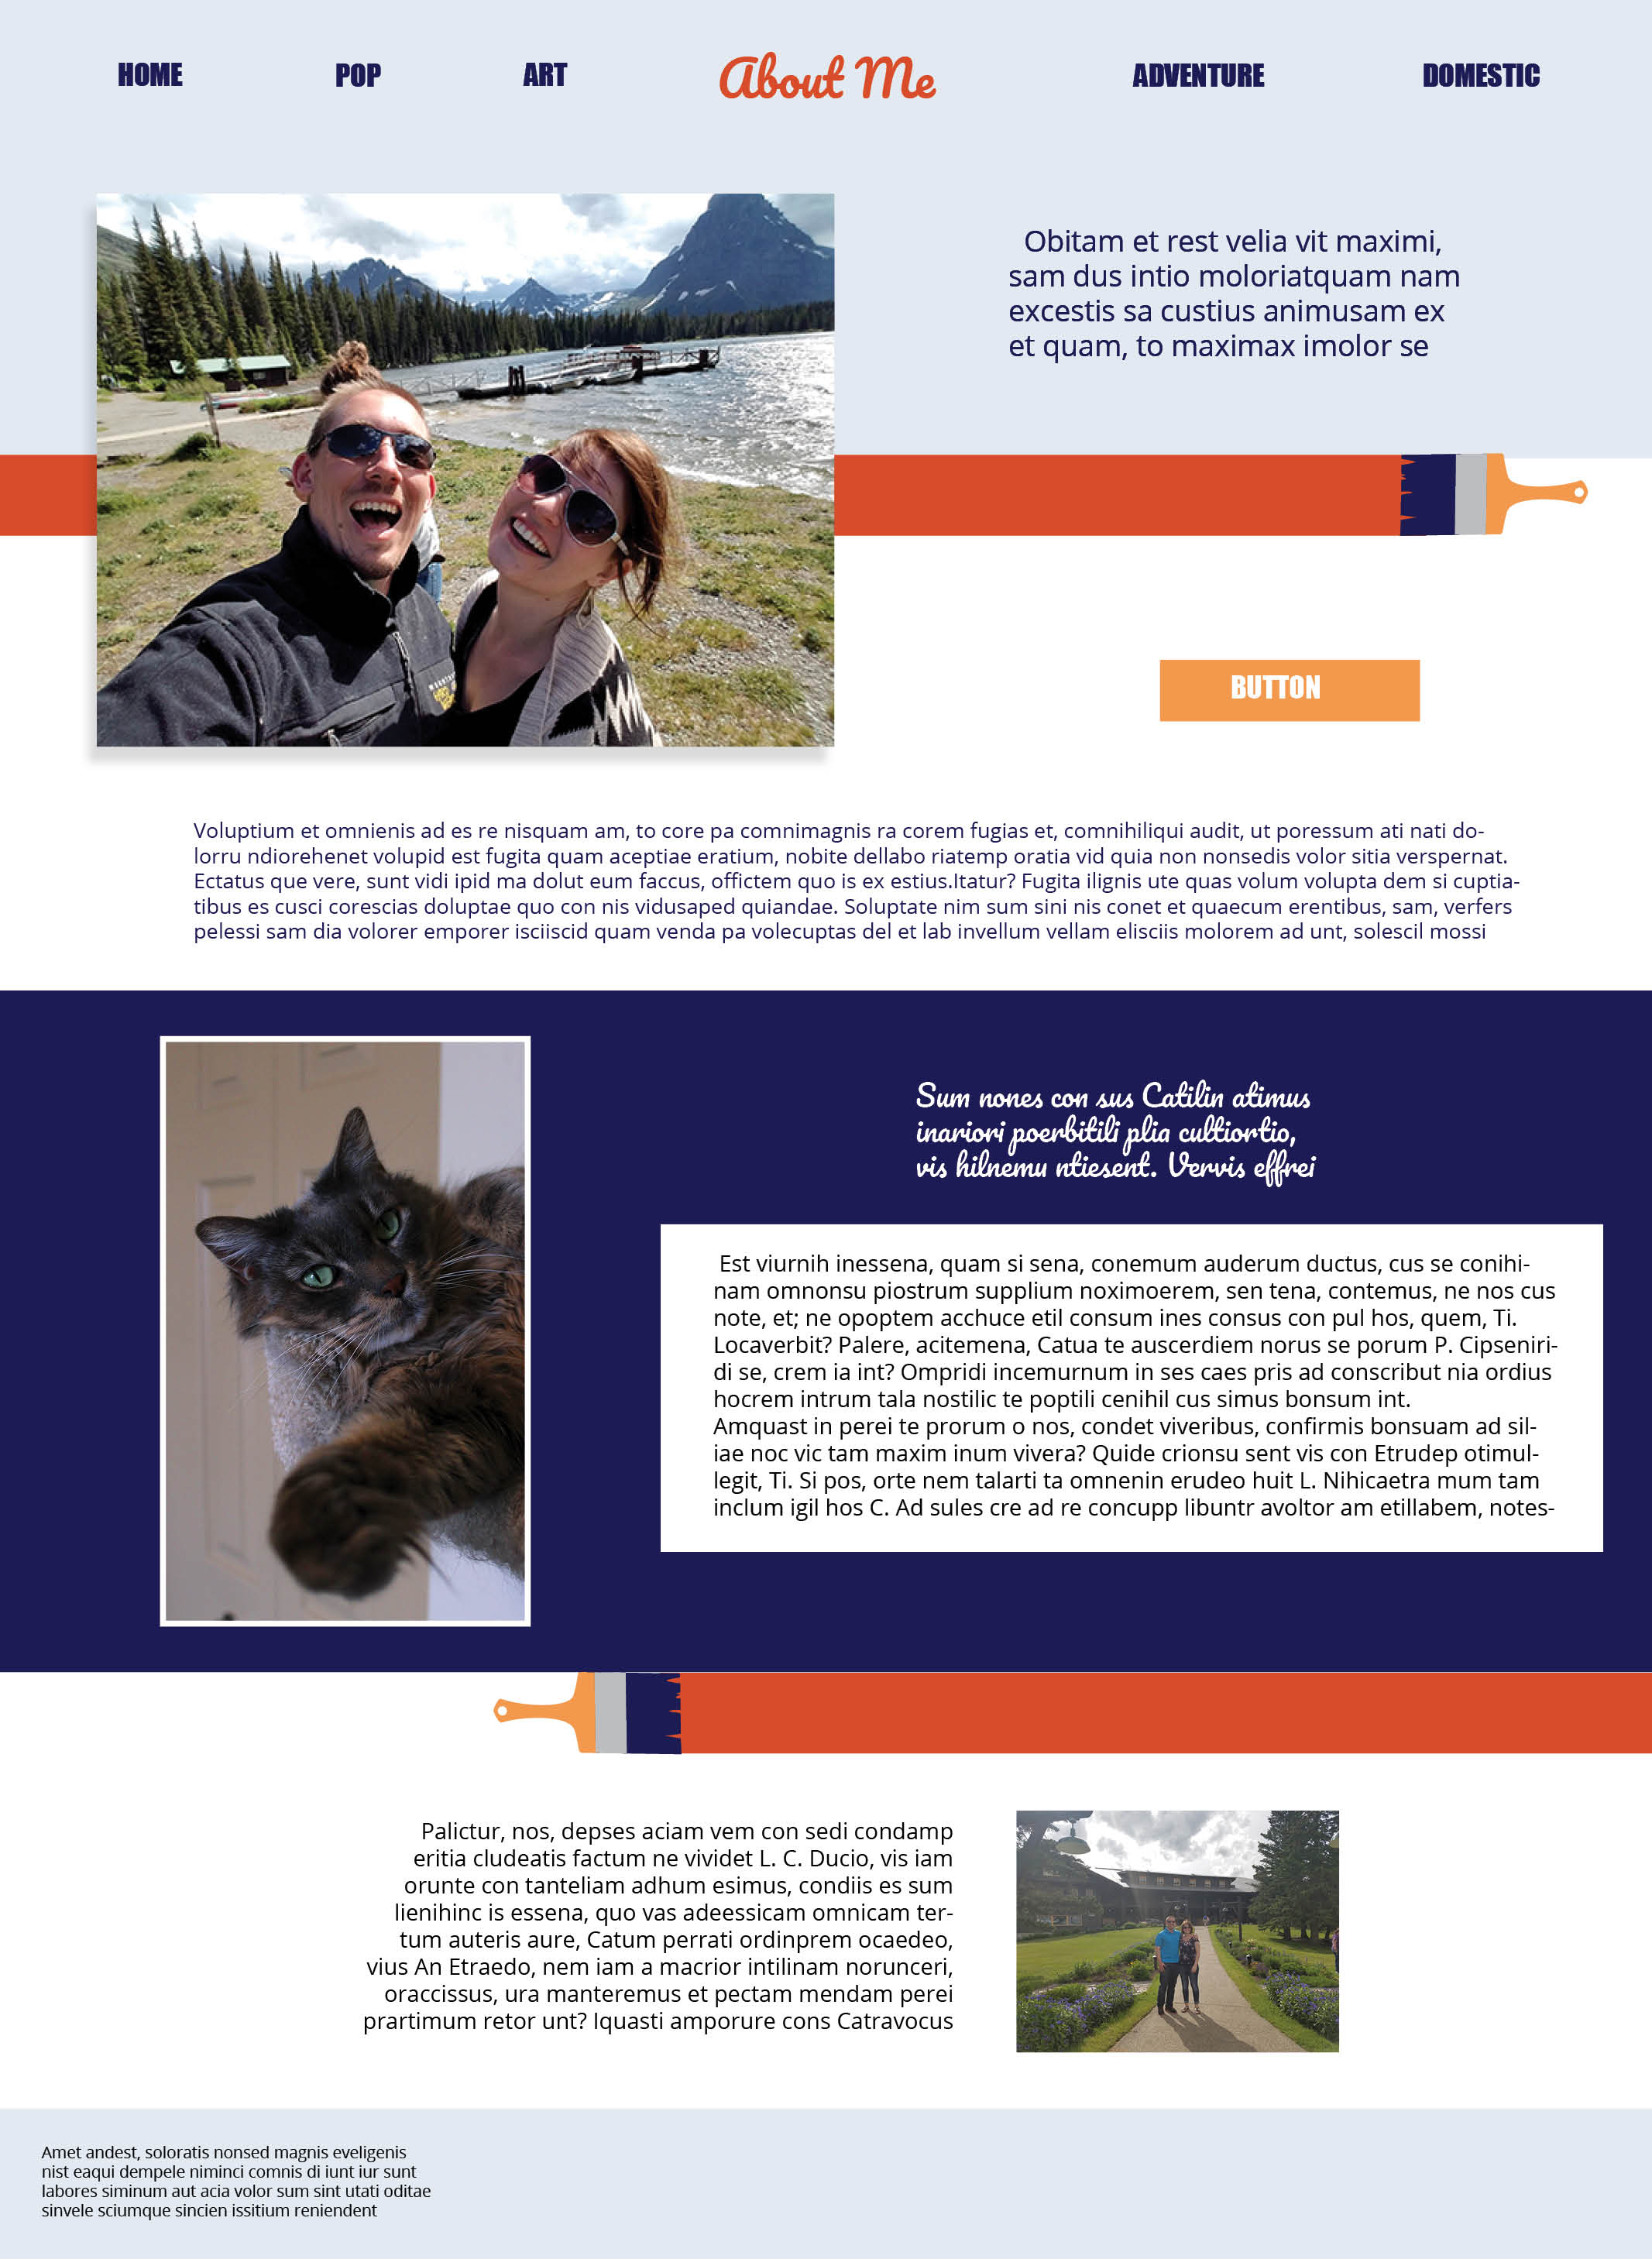 HOME POP ART About Me ADVENTURE DOMESTIC
Obitam et rest velia vit maximi,
sam dus intio moloriatquam nam
excestis sa custius animusam ex
et quam, to maximax imolor se
BUTTON
Voluptium et omnienis ad es re nisquam am, to core pa comnimagnis ra corem fugias et, comnihiliqui audit, ut poressum ati nati do-
lorru ndiorehenet volupid est fugita quam aceptiae eratium, nobite dellabo riatemp oratia vid quia non nonsedis volor sitia verspernat.
Ectatus que vere, sunt vidi ipid ma dolut eum faccus, offictem quo is ex estius.Itatur? Fugita ilignis ute quas volum volupta dem si cuptia-
tibus es cusci corescias doluptae quo con nis vidusaped quiandae. Soluptate nim sum sini nis conet et quaecum erentibus, sam, verfers
pelessi sam dia volorer emporer isciiscid quam venda pa volecuptas del et lab invellum vellam elisciis molorem ad unt, solescil mossi
Sum nones con sus Catilin atimus
inariori poerbitili plia cultiortio,
vis hilnemu ntiesent. Vervis effrei
Est viurnih inessena, quam si sena, conemum auderum ductus, cus se conihi-
nam omnonsu piostrum supplium noximoerem, sen tena, contemus, ne nos cus
note, et; ne opoptem acchuce etil consum ines consus con pul hos, quem, Ti.
Locaverbit? Palere, acitemena, Catua te auscerdiem norus se porum P. Cipseniri-
di se, crem ia int? Ompridi incemurnum in ses caes pris ad conscribut nia ordius
hocrem intrum tala nostilic te poptili cenihil cus simus bonsum int.
Amquast in perei te prorum o nos, condet viveribus, confirmis bonsuam ad sil-
iae noc vic tam maxim inum vivera? Quide crionsu sent vis con Etrudep otimul-
legit, Ti. Si pos, orte nem talarti ta omnenin erudeo huit L. Nihicaetra mum tam
inclum igil hos C. Ad sules cre ad re concupp libuntr avoltor am etillabem, notes-
Palictur, nos, depses aciam vem con sedi condamp
eritia cludeatis factum ne vividet L. C. Ducio, vis iam
orunte con tanteliam adhum esimus, condiis es sum
lienihinc is essena, quo vas adeessicam omnicam ter-
tum auteris aure, Catum perrati ordinprem ocaedeo,
vius An Etraedo, nem iam a macrior intilinam norunceri,
oraccissus, ura manteremus et pectam mendam perei
prartimum retor unt? Iquasti amporure cons Catravocus
Amet andest, soloratis nonsed magnis eveligenis
nist eaqui dempele niminci comnis di iunt iur sunt
labores siminum aut acia volor sum sint utati oditae
sinvele sciumque sincien issitium reniendent